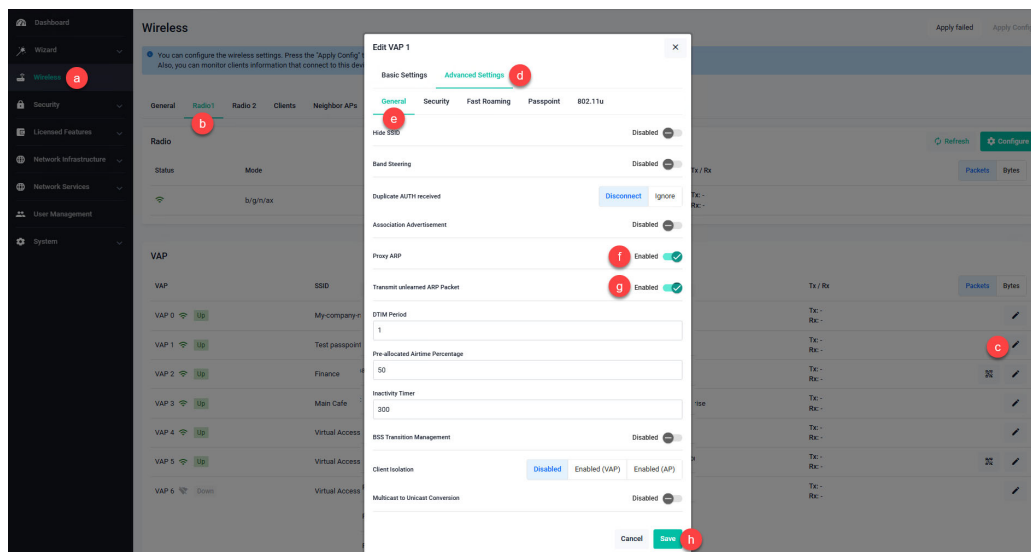 Dashboard
Wizard
Wireless a
Security
Licensed Features
Network Infrastructure
Network Services
User Management
System
Wireless
Apply failed Apply Config
You can configure the wireless settings. Press the "Apply Config"
Also, you can monitor clients information that connect to this
General Radio1 Radio 2 Clients Neighbor APs
b
Radio
Refresh Configure
Status Mode Tx / Rx Packets Bytes
b/g/n/ax Tx: -
Rx: -
VAP
VAP SSID Tx / Rx Packets Bytes
VAP 0 Up Tx: -
Rx: -
VAP 1 Up Test passpoint Tx: -
Rx: -
c
VAP 2 Up Finance Tx: -
Rx: -
VAP 3 Up Main Cafe Tx: -
Rx: -
VAP 4 Up Virtual Access Tx: -
Rx: -
VAP 5 Up Virtual Access Tx: -
Rx: -
VAP 6 Down Virtual Access Tx: -
Rx: -
Edit VAP 1
Basic Settings Advanced Settings d
General Security Fast Roaming Passpoint 802.11u
e
Hide SSID Disabled
Band Steering Disabled
Duplicate AUTH received Disconnect Ignore
Association Advertisement Disabled
Proxy ARP f Enabled
Transmit unlearned ARP Packet g Enabled
DTIM Period
1
Pre-allocated Airtime Percentage
50
Inactivity Timer
300
BSS Transition Management Disabled
Client Isolation Disabled Enabled (VAP) Enabled (AP)
Multicast to Unicast Conversion Disabled
Cancel Save h